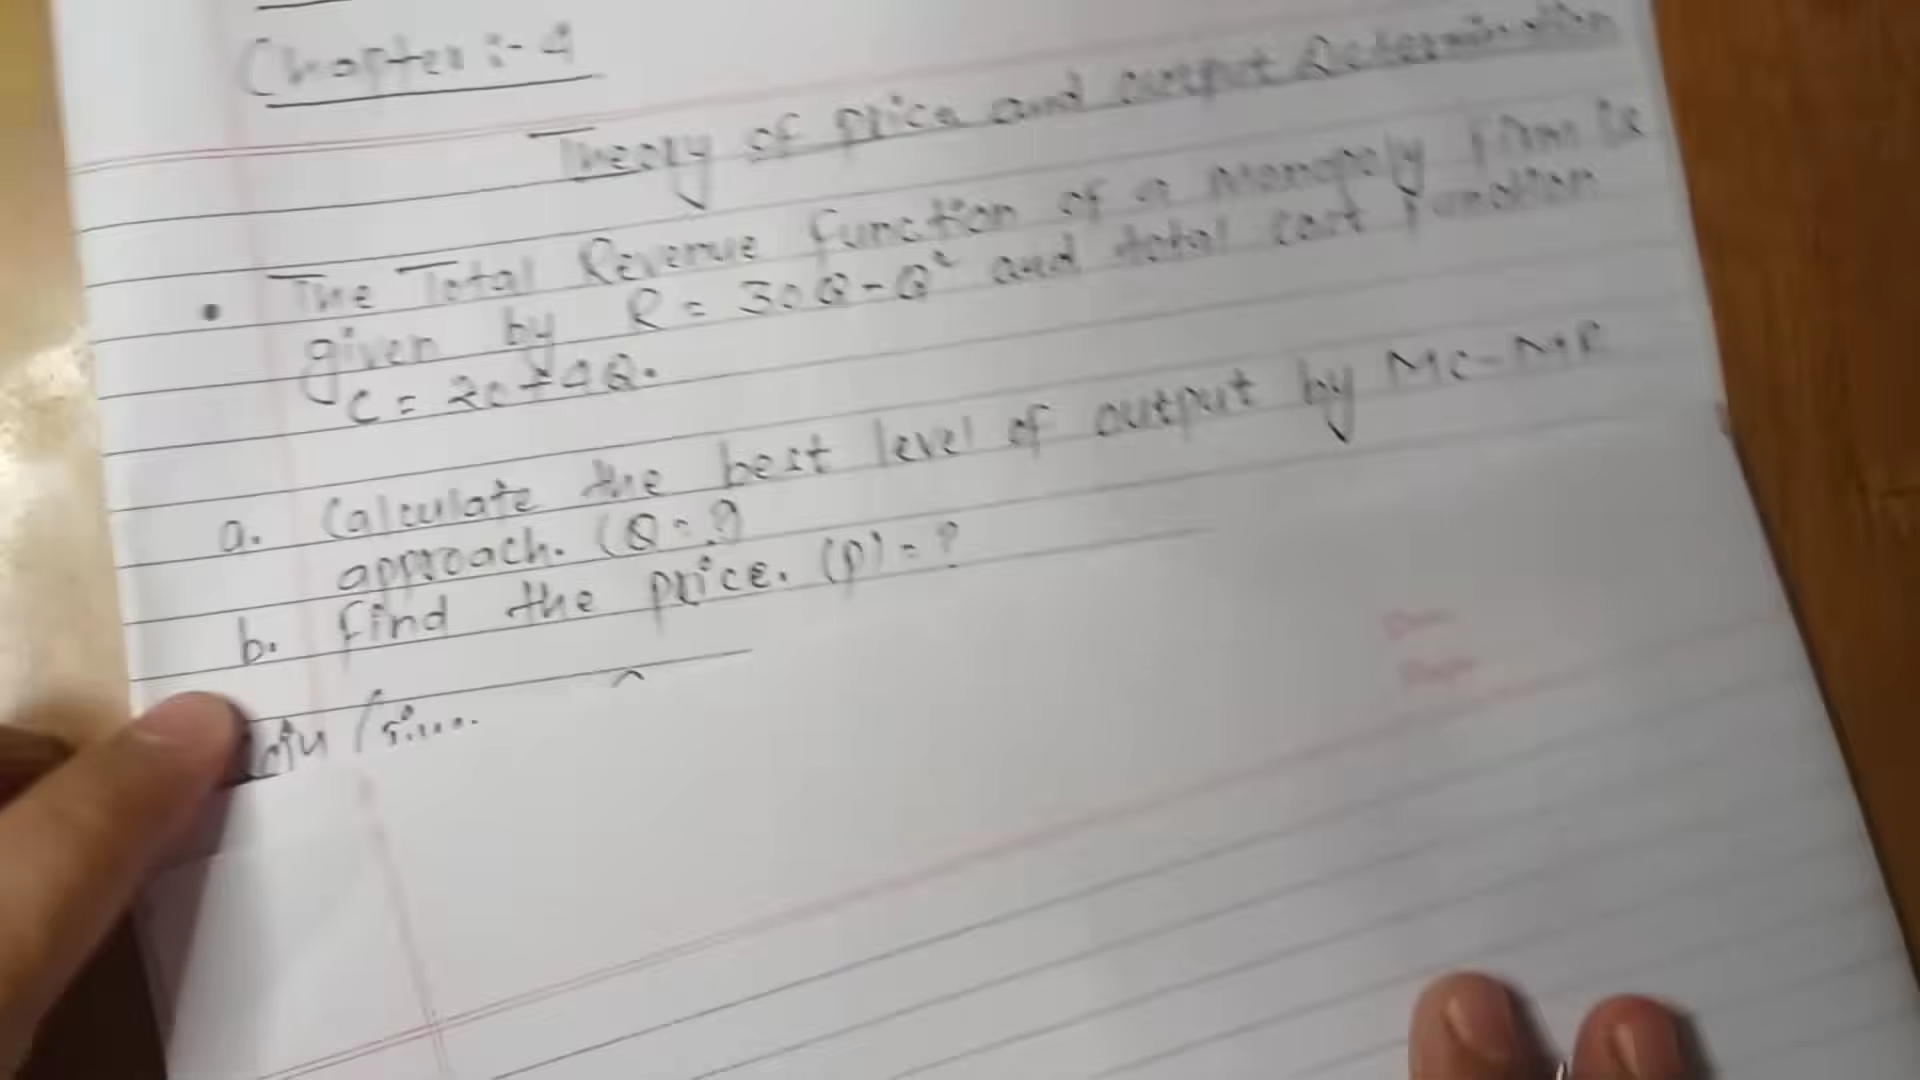 Chapter :- 4
Theory of price and output Determination
• The Total Revenue function of a Monopoly firm is
given by R = 30Q - Q² and total cost function
C = 20 + 4Q.
a. Calculate the best level of output by MC-MR
approach. (Q = ?)
b. find the price. (p) = ?